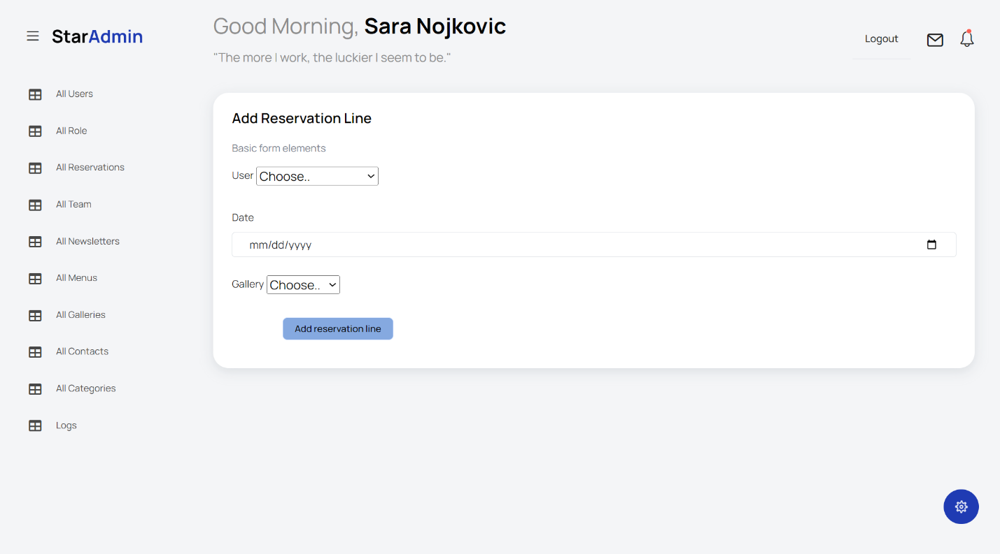 StarAdmin
Good Morning, Sara Nojkovic
"The more I work, the luckier I seem to be."
Logout
All Users
All Role
All Reservations
All Team
All Newsletters
All Menus
All Galleries
All Contacts
All Categories
Logs
Add Reservation Line
Basic form elements
User Choose..
Date
mm/dd/yyyy
Gallery Choose..
Add reservation line